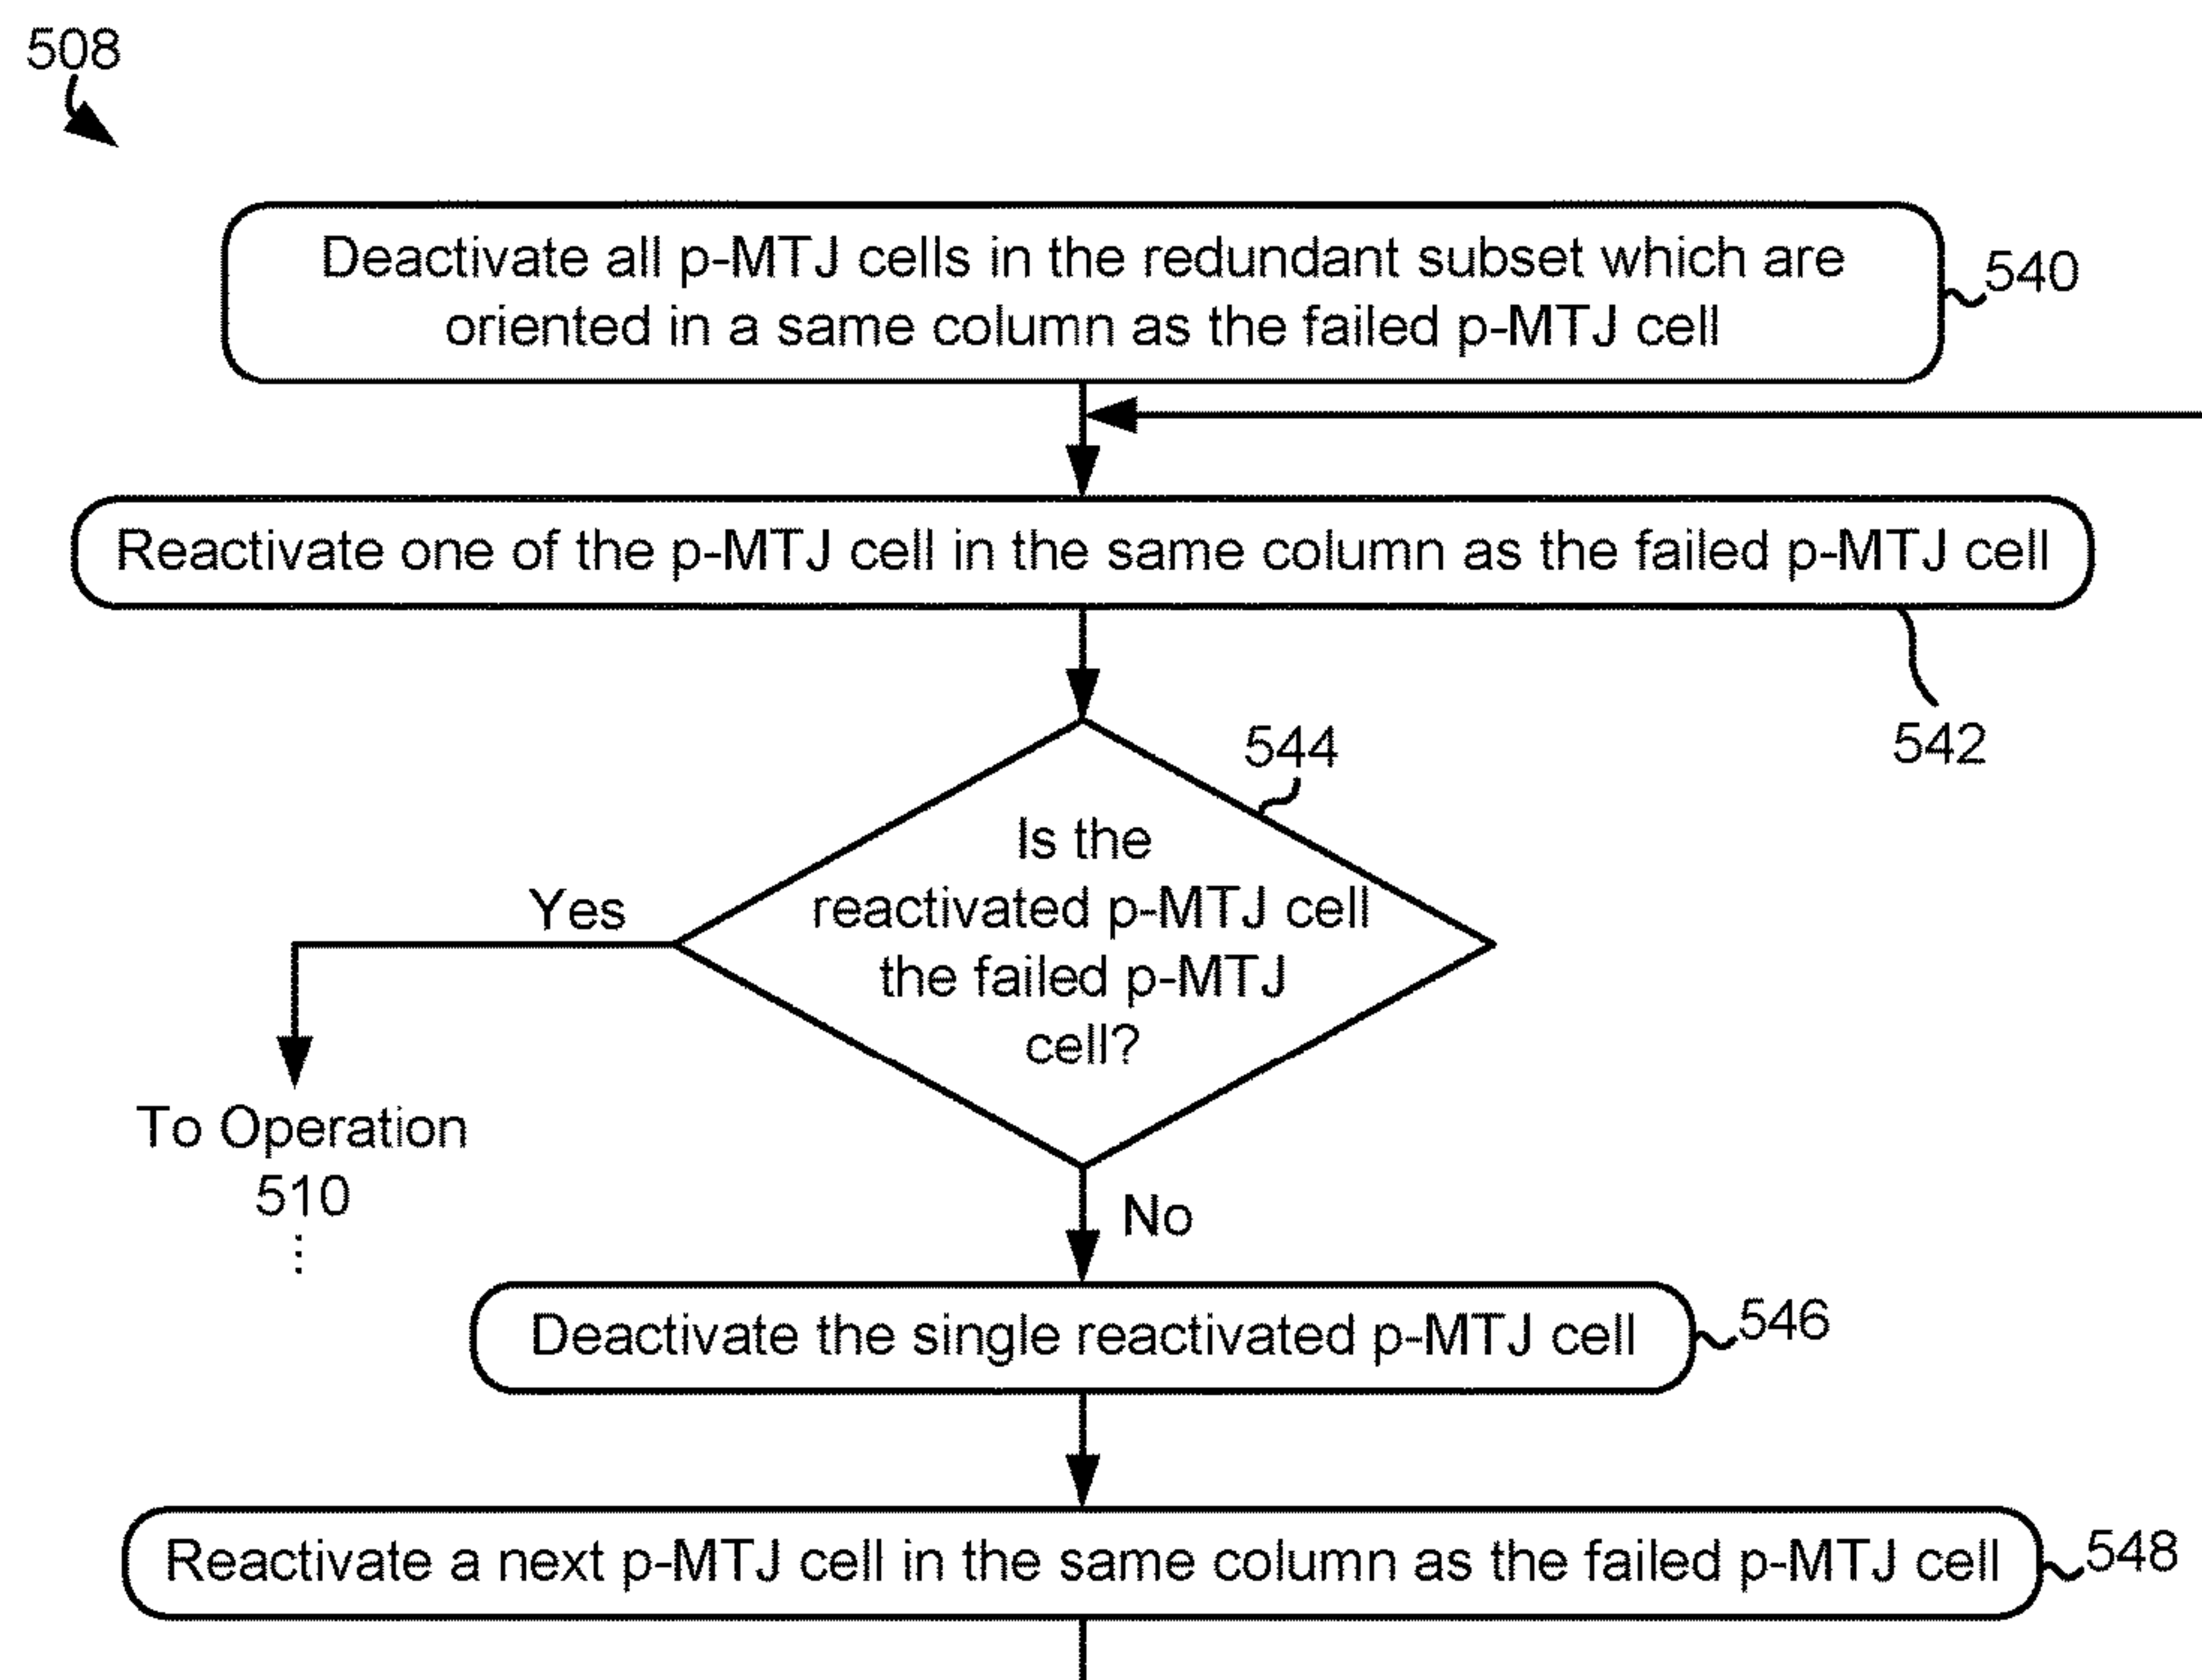 508
Deactivate all p-MTJ cells in the redundant subset which are
oriented in a same column as the failed p-MTJ cell
540
Reactivate one of the p-MTJ cell in the same column as the failed p-MTJ cell
542
544
Is the
reactivated p-MTJ cell
the failed p-MTJ
cell?
Yes
To Operation
510
⋮
No
Deactivate the single reactivated p-MTJ cell
546
Reactivate a next p-MTJ cell in the same column as the failed p-MTJ cell
548